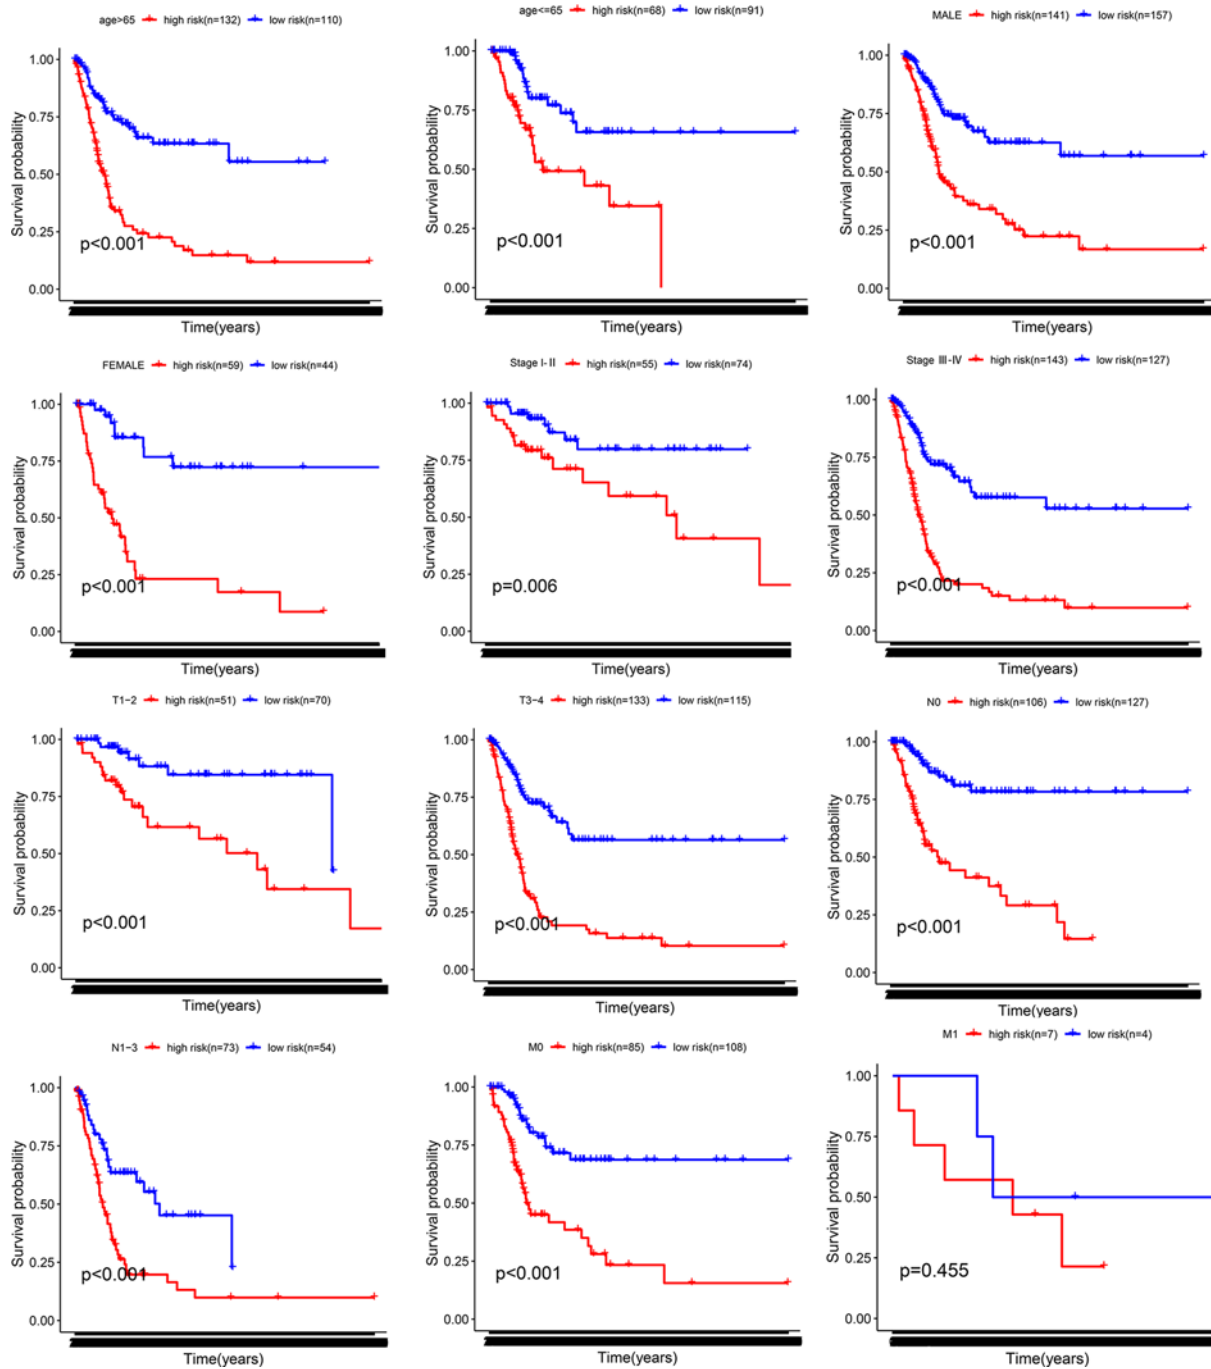 age>65 high risk(n=132) low risk(n=110)
Survival probability
1.00
0.75
0.50
0.25
0.00
p<0.001
Time(years)
age<=65 high risk(n=68) low risk(n=91)
Survival probability
1.00
0.75
0.50
0.25
0.00
p<0.001
Time(years)
MALE high risk(n=141) low risk(n=157)
Survival probability
1.00
0.75
0.50
0.25
0.00
p<0.001
Time(years)
FEMALE high risk(n=59) low risk(n=44)
Survival probability
1.00
0.75
0.50
0.25
0.00
p<0.001
Time(years)
Stage I-II high risk(n=55) low risk(n=74)
Survival probability
1.00
0.75
0.50
0.25
0.00
p=0.006
Time(years)
Stage III-IV high risk(n=143) low risk(n=127)
Survival probability
1.00
0.75
0.50
0.25
0.00
p<0.001
Time(years)
T1-2 high risk(n=51) low risk(n=70)
Survival probability
1.00
0.75
0.50
0.25
0.00
p<0.001
Time(years)
T3-4 high risk(n=133) low risk(n=115)
Survival probability
1.00
0.75
0.50
0.25
0.00
p<0.001
Time(years)
N0 high risk(n=106) low risk(n=127)
Survival probability
1.00
0.75
0.50
0.25
0.00
p<0.001
Time(years)
N1-3 high risk(n=73) low risk(n=54)
Survival probability
1.00
0.75
0.50
0.25
0.00
p<0.001
Time(years)
M0 high risk(n=85) low risk(n=108)
Survival probability
1.00
0.75
0.50
0.25
0.00
p<0.001
Time(years)
M1 high risk(n=7) low risk(n=4)
Survival probability
1.00
0.75
0.50
0.25
0.00
p=0.455
Time(years)